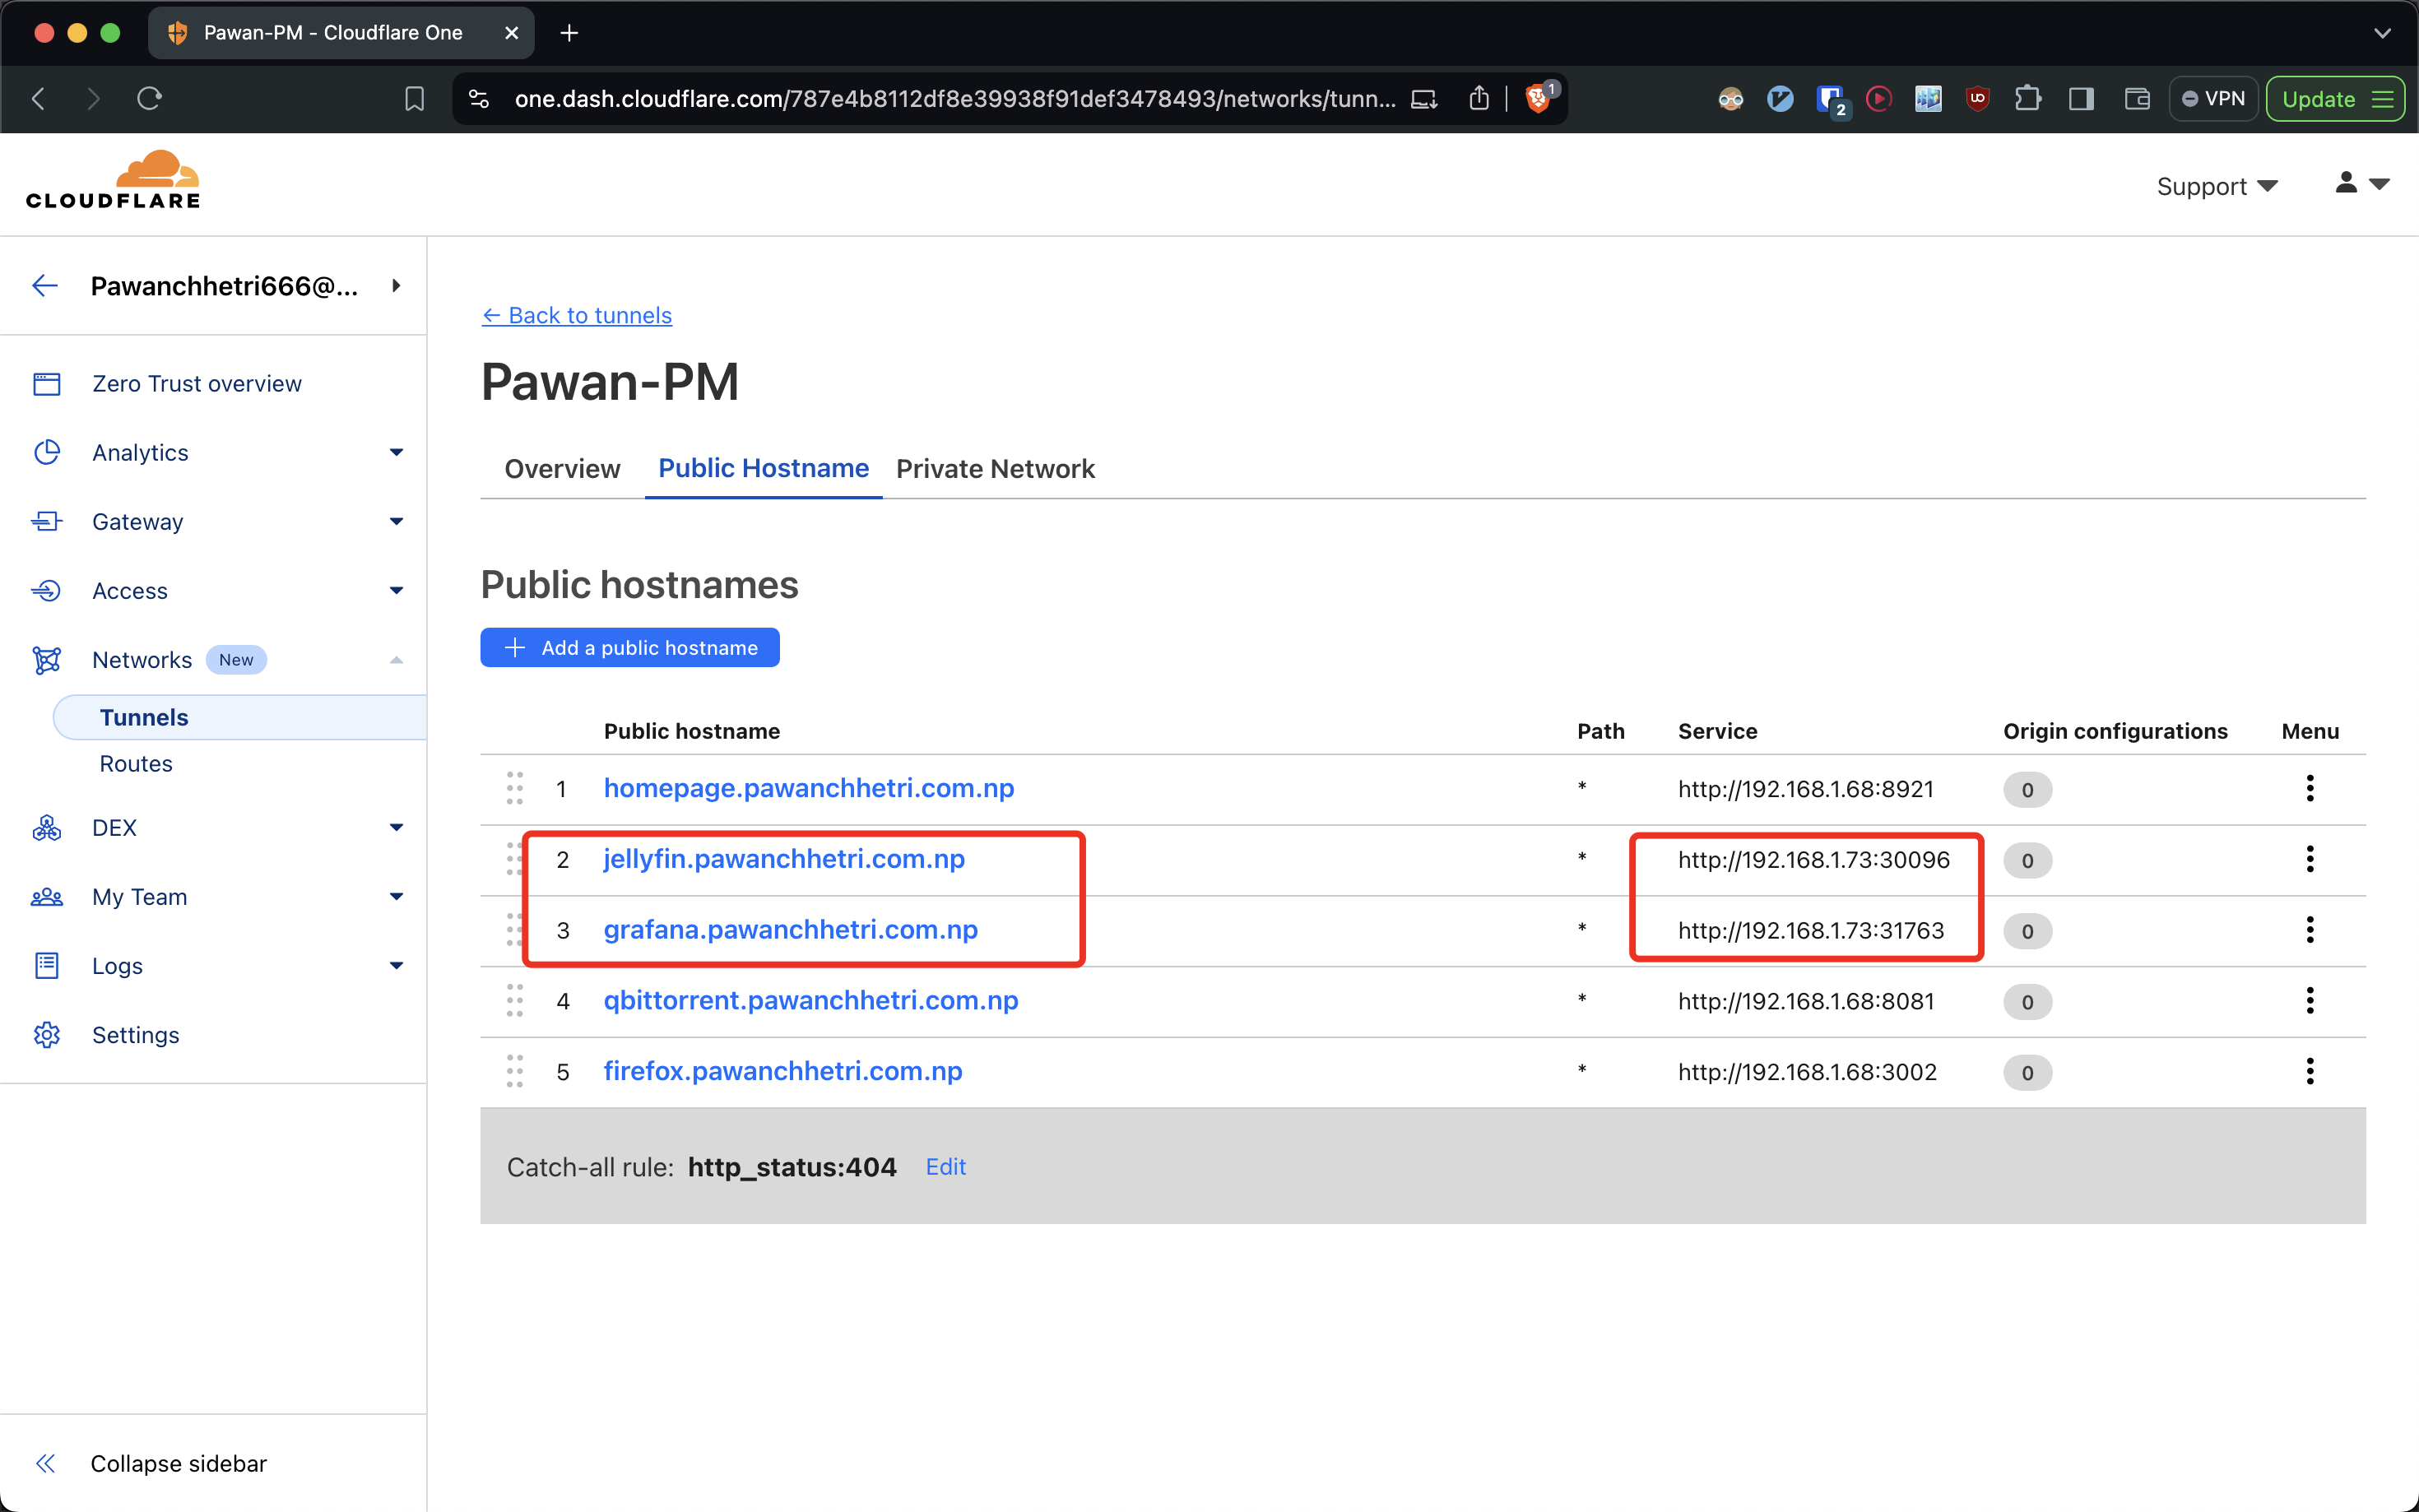 Pawan-PM - Cloudflare One
one.dash.cloudflare.com/787e4b8112df8e39938f91def3478493/networks/tunn...
1
2
VPN
Update
CLOUDFLARE
Support
Pawanchhetri666@...
Zero Trust overview
Analytics
Gateway
Access
Networks New
Tunnels
Routes
DEX
My Team
Logs
Settings
Collapse sidebar
← Back to tunnels
Pawan-PM
Overview Public Hostname Private Network
Public hostnames
+ Add a public hostname
Public hostname Path Service Origin configurations Menu
1 homepage.pawanchhetri.com.np * http://192.168.1.68:8921 0
2 jellyfin.pawanchhetri.com.np * http://192.168.1.73:30096 0
3 grafana.pawanchhetri.com.np * http://192.168.1.73:31763 0
4 qbittorrent.pawanchhetri.com.np * http://192.168.1.68:8081 0
5 firefox.pawanchhetri.com.np * http://192.168.1.68:3002 0
Catch-all rule: http_status:404 Edit